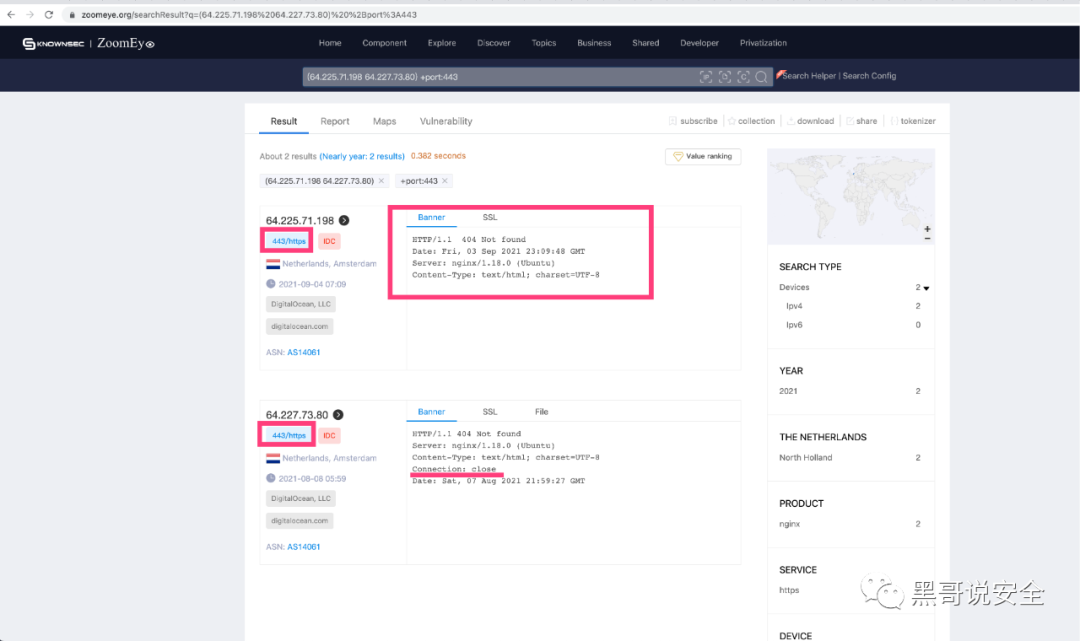 zoomeye.org/searchResult?q=(64.225.71.198%2064.227.73.80)%20%2Bport%3A443
KNOWNSEC | ZoomEye
Home Component Explore Discover Topics Business Shared Developer Privatization
(64.225.71.198 64.227.73.80) +port:443
Search Helper | Search Config
Result Report Maps Vulnerability
subscribe collection download share tokenizer
About 2 results (Nearly year: 2 results) 0.382 seconds
Value ranking
(64.225.71.198 64.227.73.80) × +port:443 ×
64.225.71.198
443/https IDC
Netherlands, Amsterdam
2021-09-04 07:09
DigitalOcean, LLC
digitalocean.com
ASN: AS14061
Banner SSL
HTTP/1.1  404 Not found
Date: Fri, 03 Sep 2021 23:09:48 GMT
Server: nginx/1.18.0 (Ubuntu)
Content-Type: text/html; charset=UTF-8
64.227.73.80
443/https IDC
Netherlands, Amsterdam
2021-08-08 05:59
DigitalOcean, LLC
digitalocean.com
ASN: AS14061
Banner SSL File
HTTP/1.1 404 Not found
Server: nginx/1.18.0 (Ubuntu)
Content-Type: text/html; charset=UTF-8
Connection: close
Date: Sat, 07 Aug 2021 21:59:27 GMT
+
−
SEARCH TYPE
Devices 2
Ipv4 2
Ipv6 0
YEAR
2021 2
THE NETHERLANDS
North Holland 2
PRODUCT
nginx 2
SERVICE
https
DEVICE
黑哥说安全